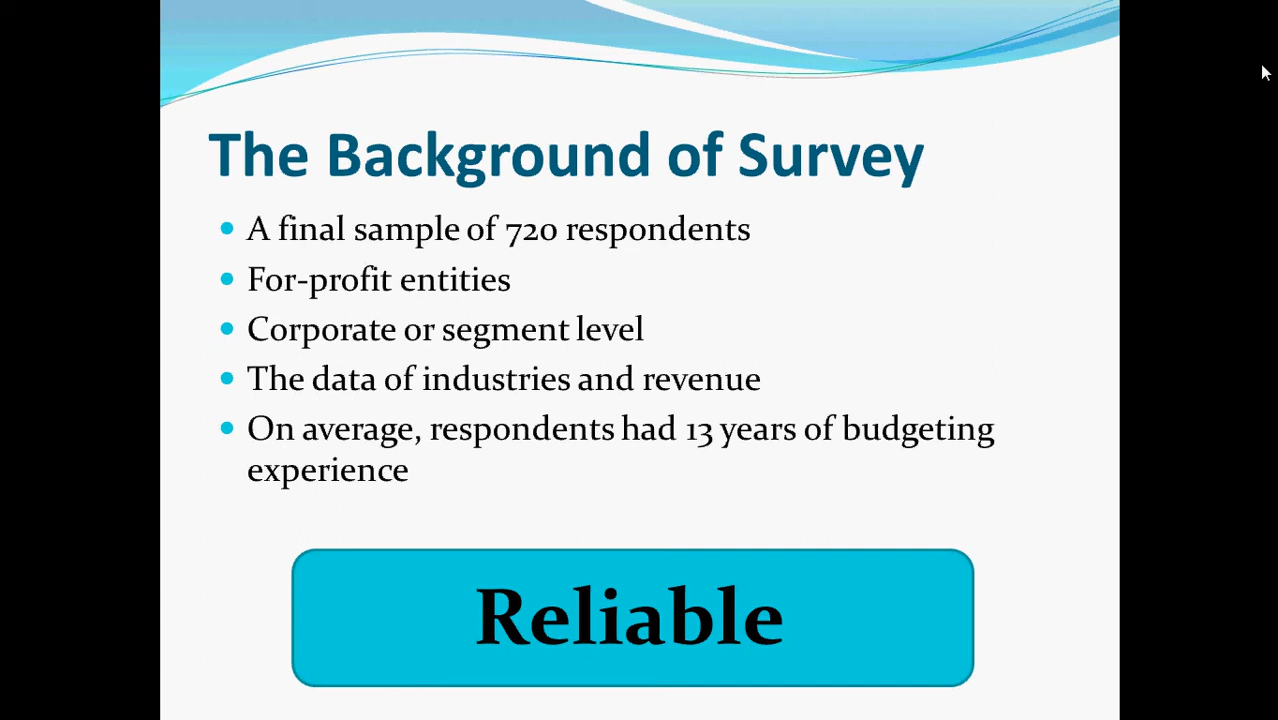 The Background of Survey
• A final sample of 720 respondents
• For-profit entities
• Corporate or segment level
• The data of industries and revenue
• On average, respondents had 13 years of budgeting
experience
Reliable